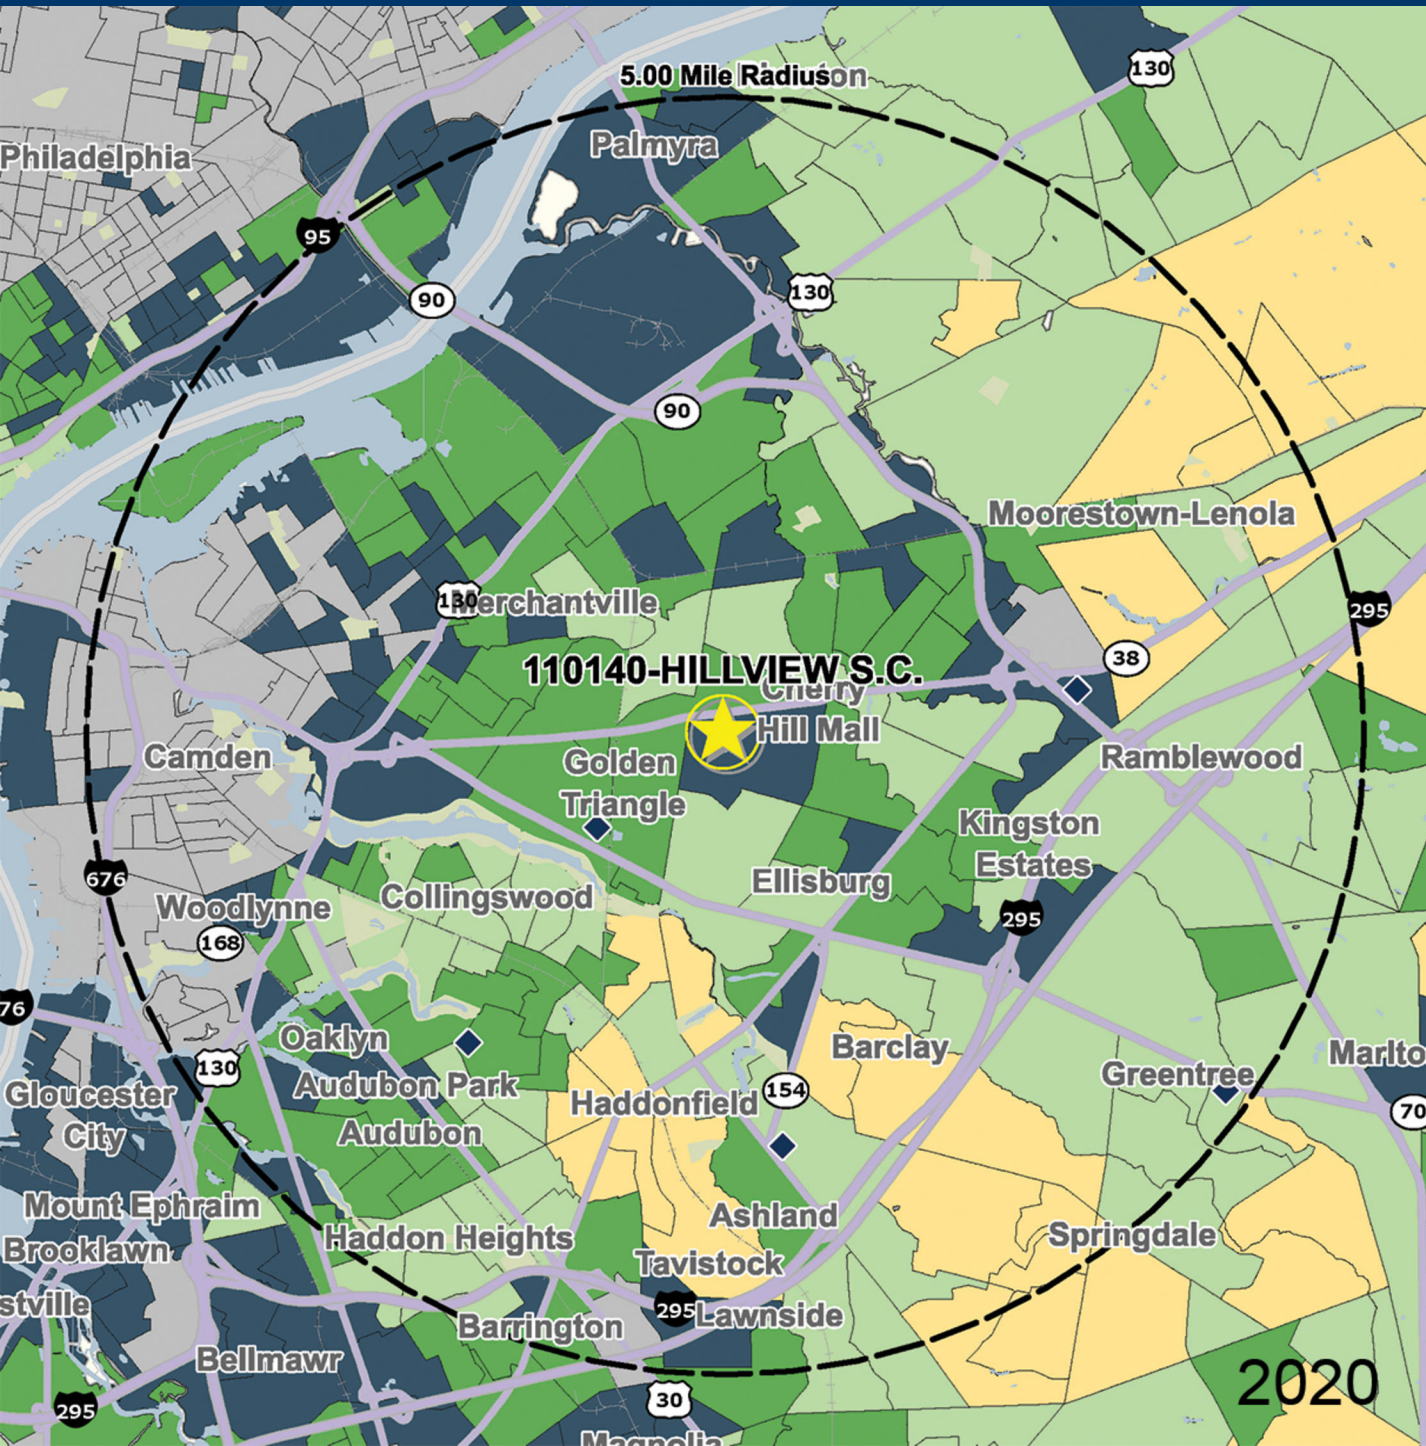 5.00 Mile Radius
130
Palmyra
Philadelphia
95
90
130
90
Moorestown-Lenola
130
Merchantville
295
38
110140-HILLVIEW S.C.
Cherry
Hill Mall
Camden
Golden
Triangle
Ramblewood
Kingston
Estates
676
Ellisburg
Collingswood
Woodlynne
168
295
76
Oaklyn
Barclay
Marlto
130
Audubon Park
Greentree
Gloucester
City
Haddonfield
154
70
Audubon
Mount Ephraim
Ashland
Brooklawn
Haddon Heights
Springdale
Tavistock
stville
295
Lawnside
Barrington
Bellmawr
2020
295
30
Magnolia